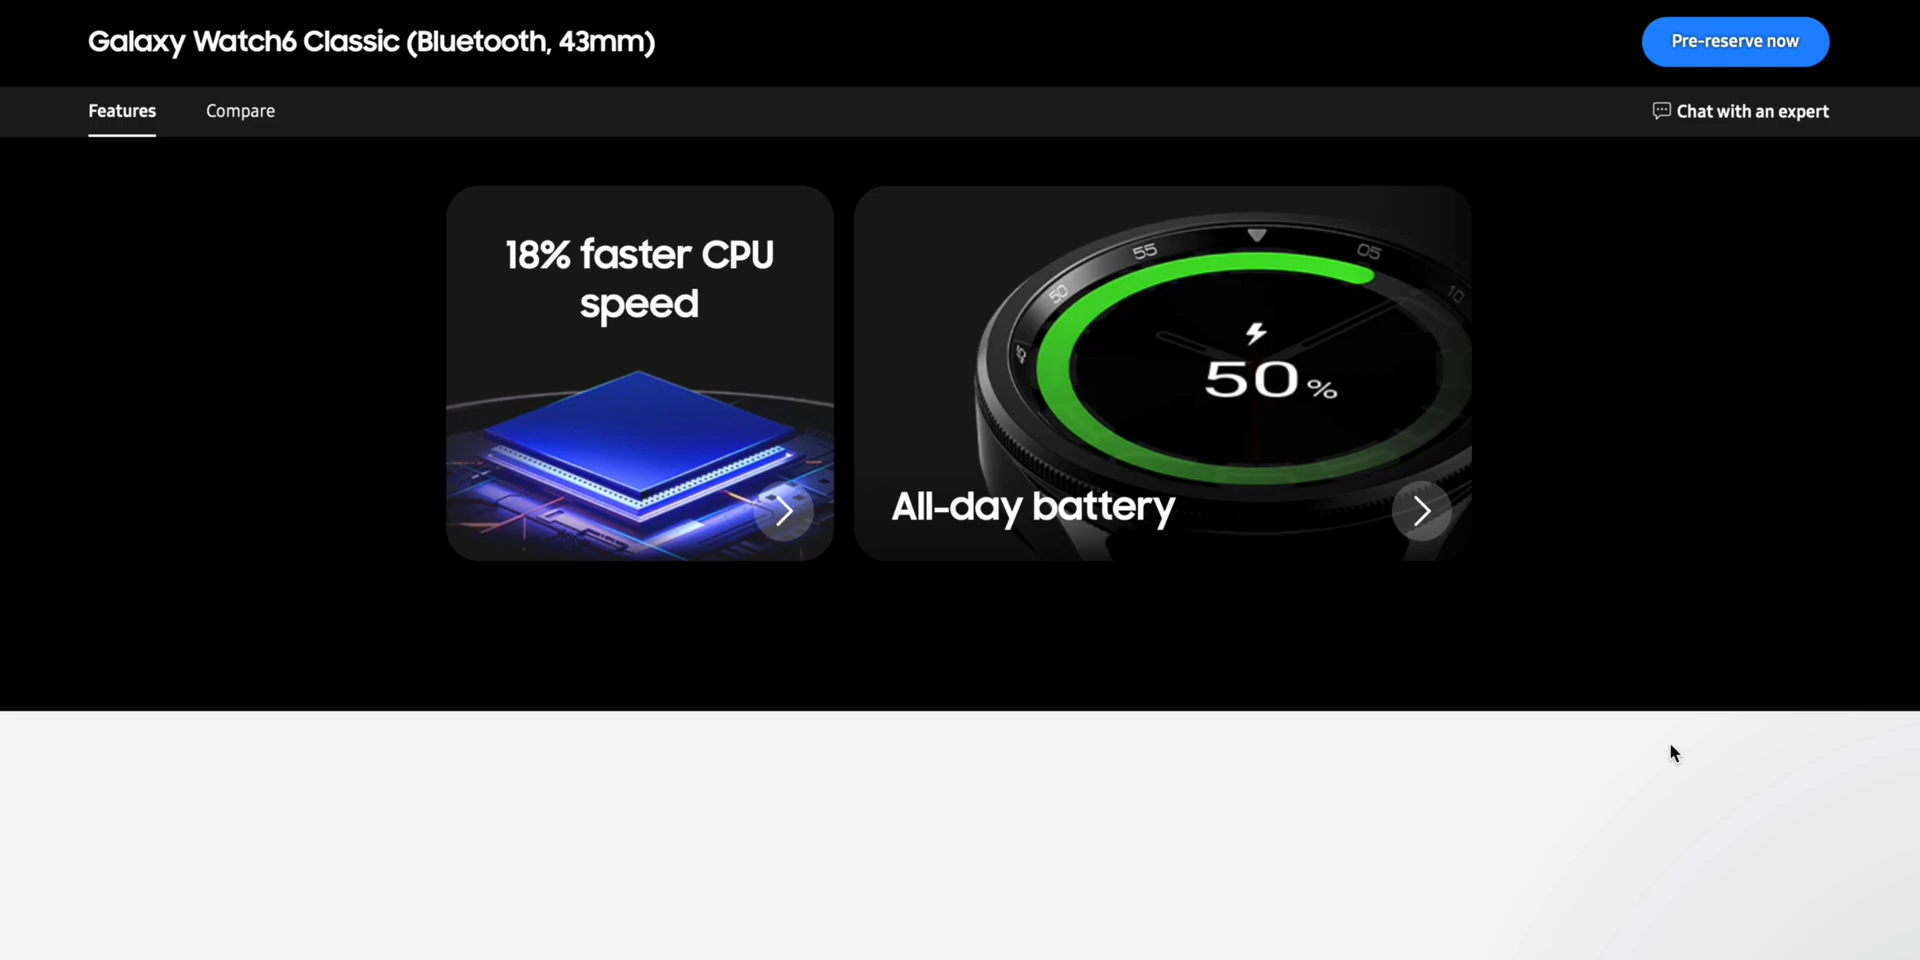 Galaxy Watch6 Classic (Bluetooth, 43mm)
Pre-reserve now
Features
Compare
Chat with an expert
18% faster CPU
speed
55
05
50
10
45
50%
All-day battery